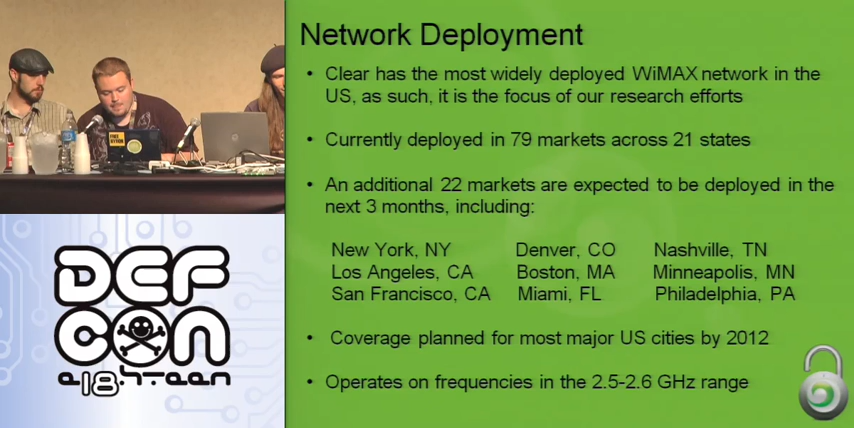 Network Deployment
• Clear has the most widely deployed WiMAX network in the
US, as such, it is the focus of our research efforts
• Currently deployed in 79 markets across 21 states
• An additional 22 markets are expected to be deployed in the
next 3 months, including:
New York, NY Denver, CO Nashville, TN
Los Angeles, CA Boston, MA Minneapolis, MN
San Francisco, CA Miami, FL Philadelphia, PA
• Coverage planned for most major US cities by 2012
• Operates on frequencies in the 2.5-2.6 GHz range
DEF
CON